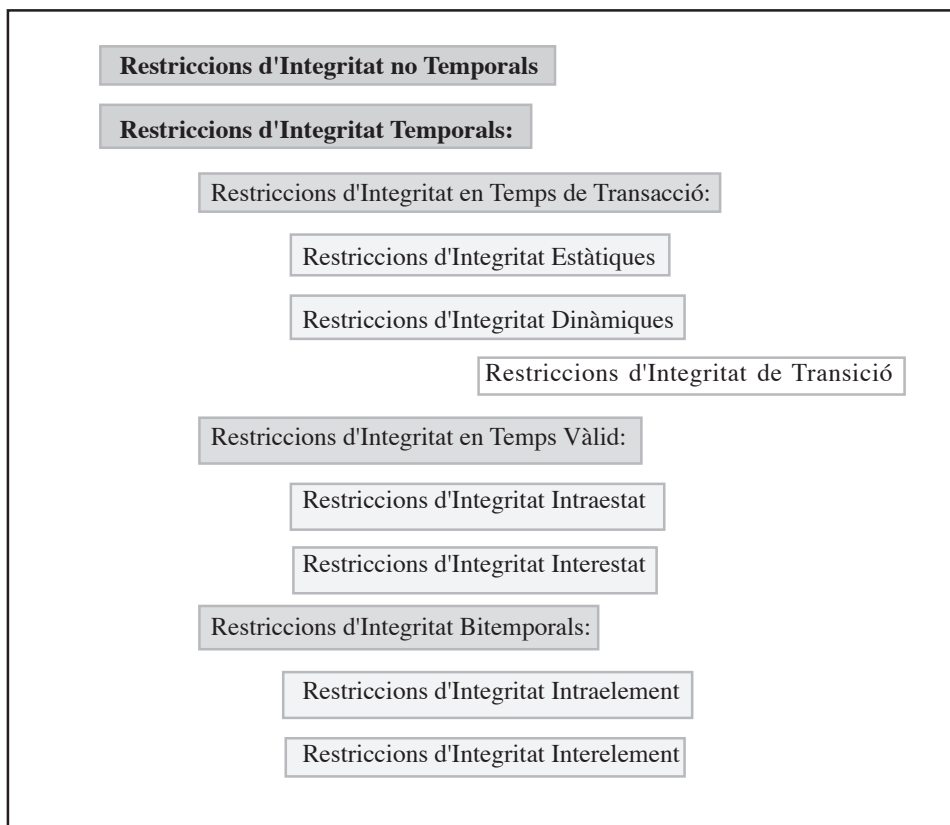 Restriccions d'Integritat no Temporals
Restriccions d'Integritat Temporals:
Restriccions d'Integritat en Temps de Transacció:
Restriccions d'Integritat Estàtiques
Restriccions d'Integritat Dinàmiques
Restriccions d'Integritat de Transició
Restriccions d'Integritat en Temps Vàlid:
Restriccions d'Integritat Intraestat
Restriccions d'Integritat Interestat
Restriccions d'Integritat Bitemporals:
Restriccions d'Integritat Intraelement
Restriccions d'Integritat Interelement